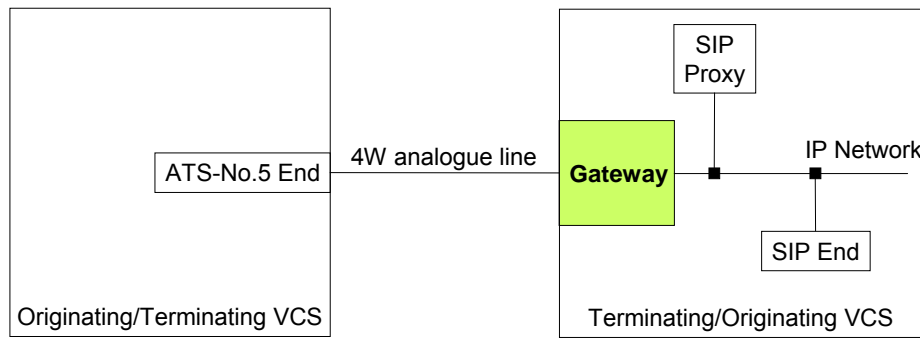 SIP
Proxy
4W analogue line
IP Network
ATS-No.5 End
Gateway
SIP End
Originating/Terminating VCS
Terminating/Originating VCS